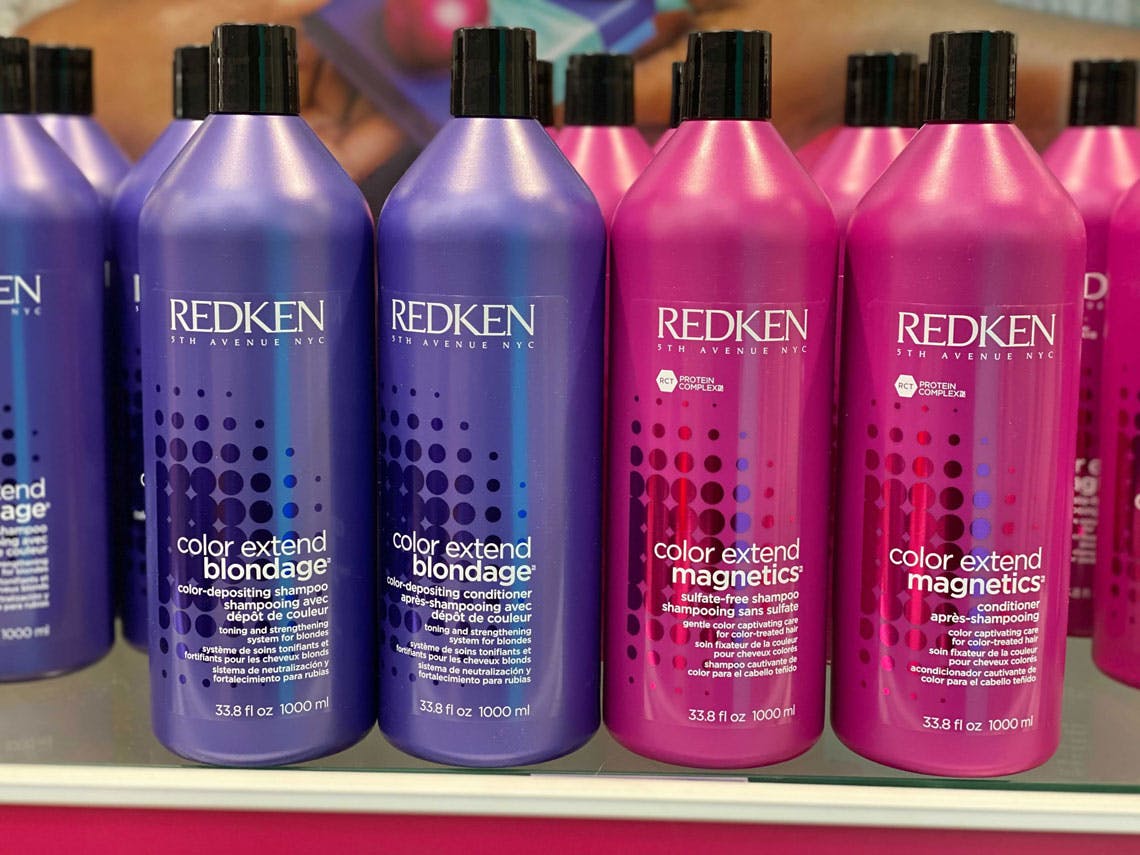 EN
NYC
end
age
shampoo
1000 ml
REDKEN
5TH AVENUE NYC
color extend
blondage
color-depositing shampoo
shampooing avec
dépôt de couleur
toning and strengthening
system for blondes
système de soins tonifiants et
fortifiants pour les cheveux blonds
sistema de neutralización y
fortalecimiento para rubias
33.8 fl oz 1000 ml
REDKEN
5TH AVENUE NYC
color extend
blondage
color-depositing conditioner
après-shampooing avec
dépôt de couleur
toning and strengthening
system for blondes
système de soins tonifiants et
fortifiants pour les cheveux blonds
sistema de neutralización y
fortalecimiento para rubias
33.8 fl oz 1000 ml
REDKEN
5TH AVENUE NYC
RCT PROTEIN
COMPLEX
color extend
magnetics
sulfate-free shampoo
shampooing sans sulfate
gentle color captivating care
for color-treated hair
soin fixateur de la couleur
pour cheveux colorés
shampoo cautivante de
color para el cabello teñido
33.8 fl oz 1000 ml
REDKEN
5TH AVENUE NYC
RCT PROTEIN
COMPLEX
color extend
magnetics
conditioner
après-shampooing
color captivating care
for color-treated hair
soin fixateur de la couleur
pour cheveux colorés
acondicionador cautivante de
color para el cabello teñido
33.8 fl oz 1000 ml